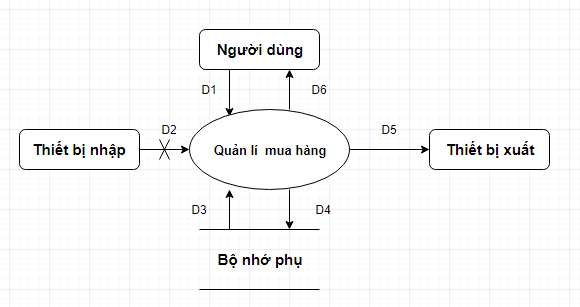 Người dùng
D1
D6
D2
D5
Thiết bị nhập
Quản lí mua hàng
Thiết bị xuất
D3
D4
Bộ nhớ phụ